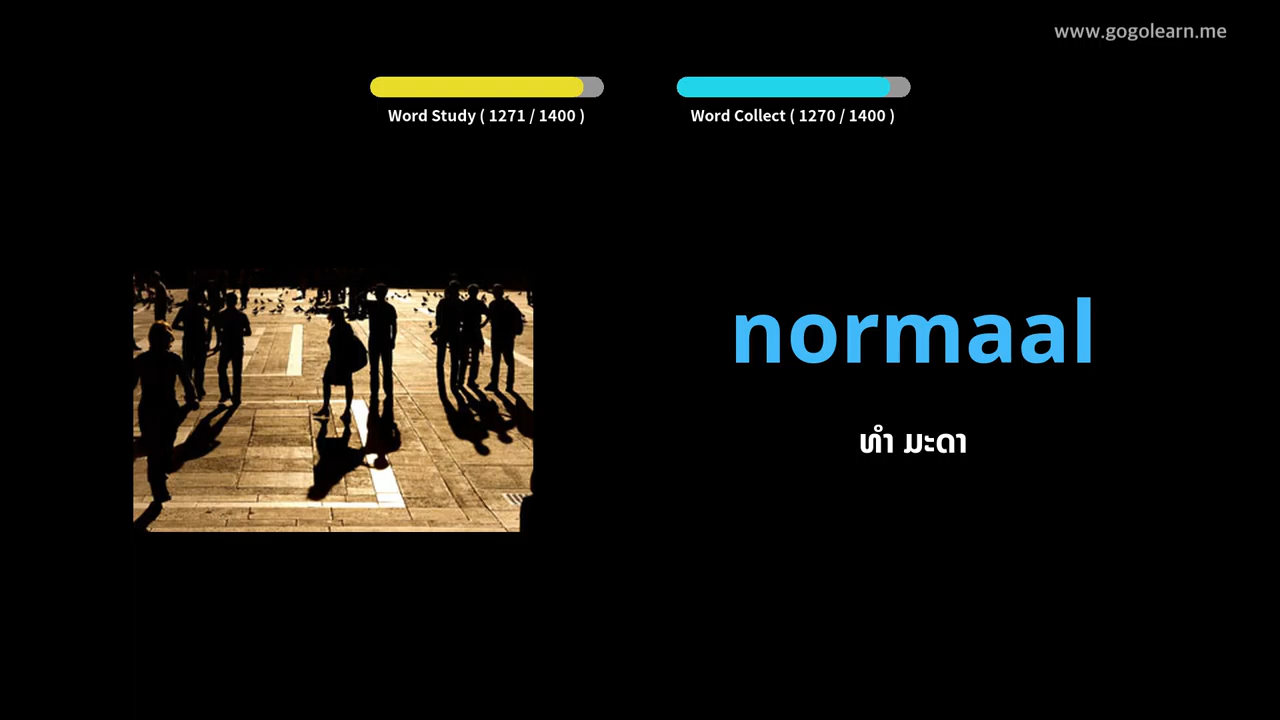 www.gogolearn.me
Word Study ( 1271 / 1400 )
Word Collect ( 1270 / 1400 )
normaal
ທຳ ມະດາ